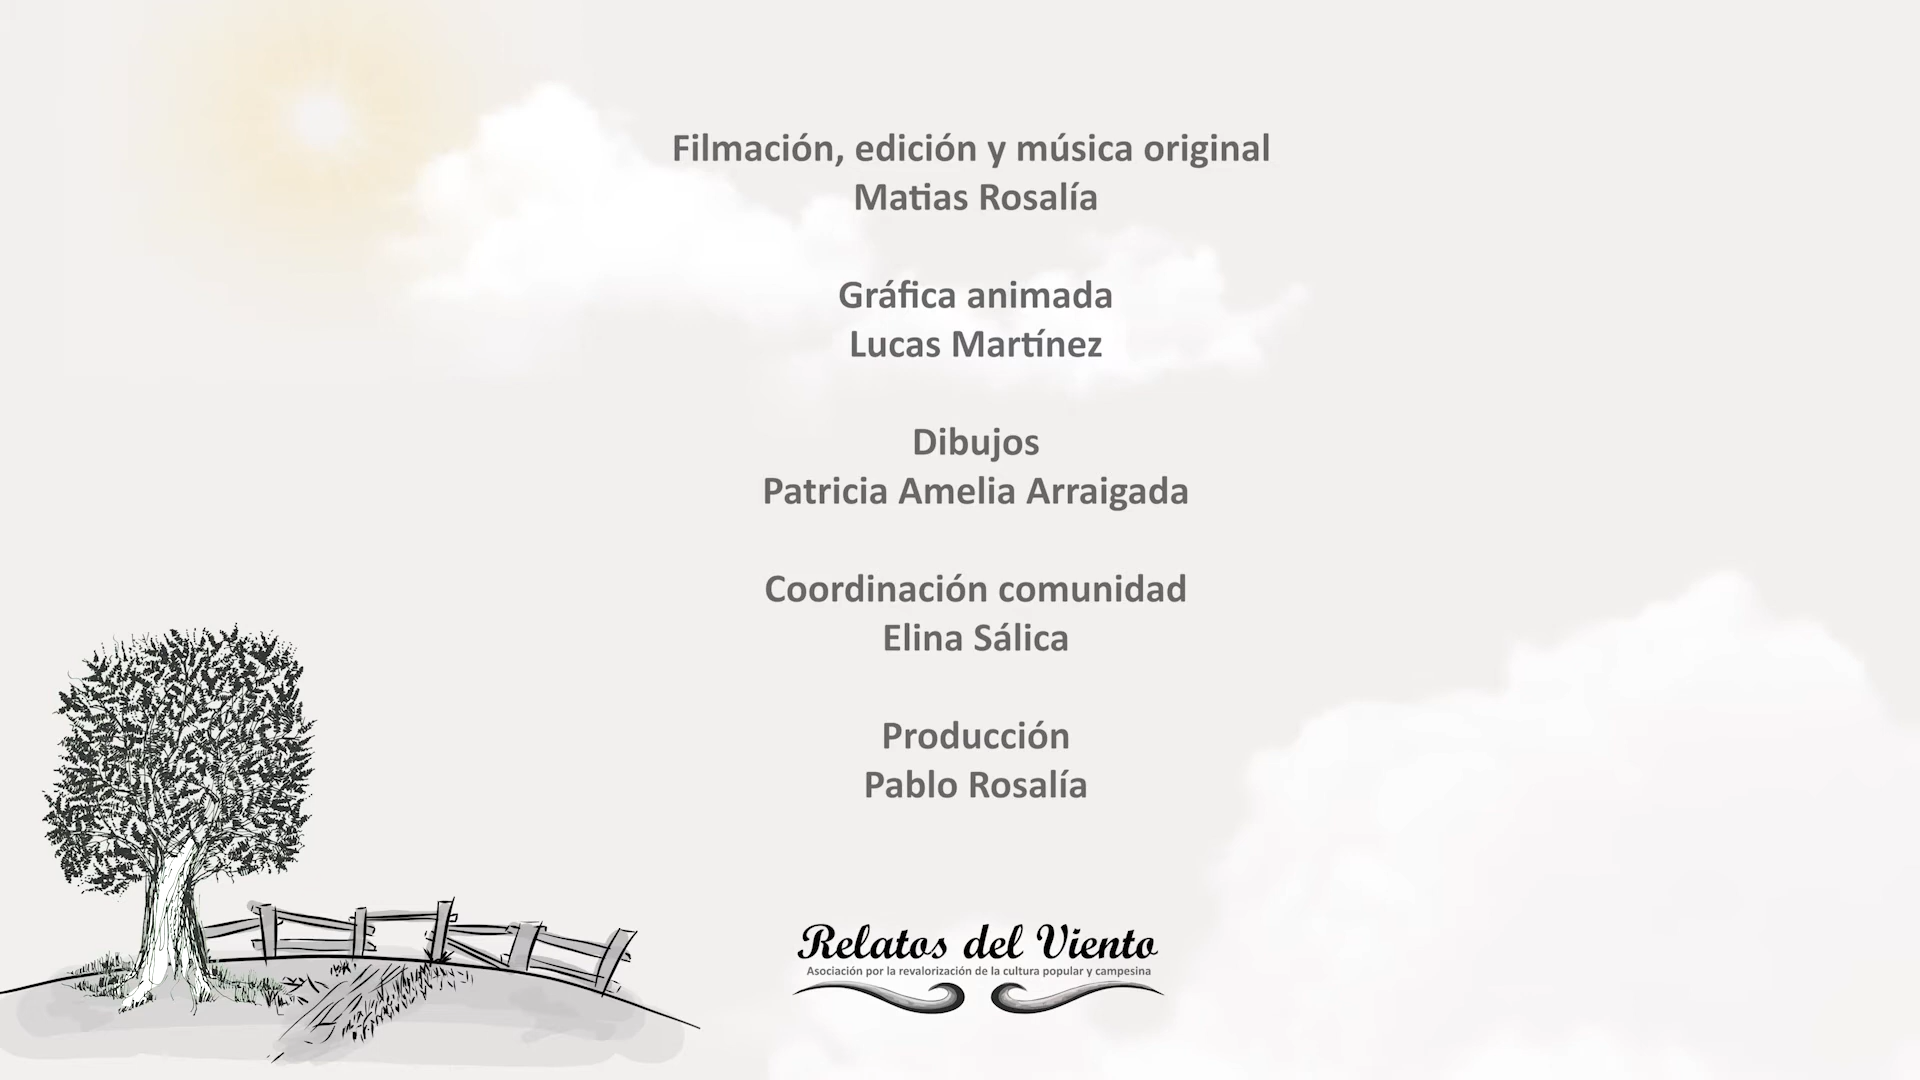 Filmación, edición y música original
Matias Rosalía
Gráfica animada
Lucas Martínez
Dibujos
Patricia Amelia Arraigada
Coordinación comunidad
Elina Sálica
Producción
Pablo Rosalía
Relatos del Viento
Asociación por la revalorización de la cultura popular y campesina